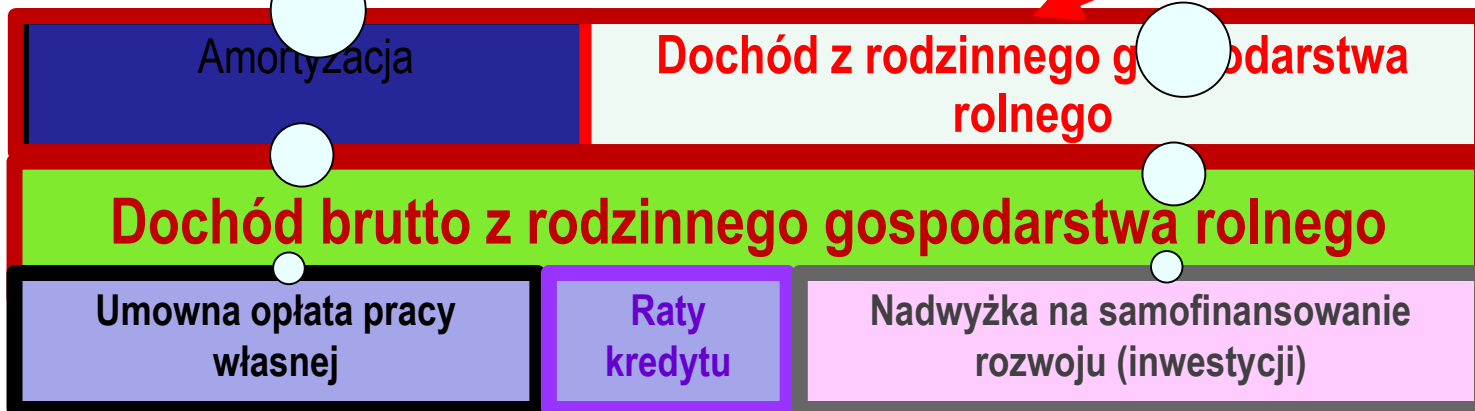 Amortyzacja
Dochód z rodzinnego gospodarstwa
rolnego
Dochód brutto z rodzinnego gospodarstwa rolnego
Umowna opłata pracy
własnej
Raty
kredytu
Nadwyżka na samofinansowanie
rozwoju (inwestycji)